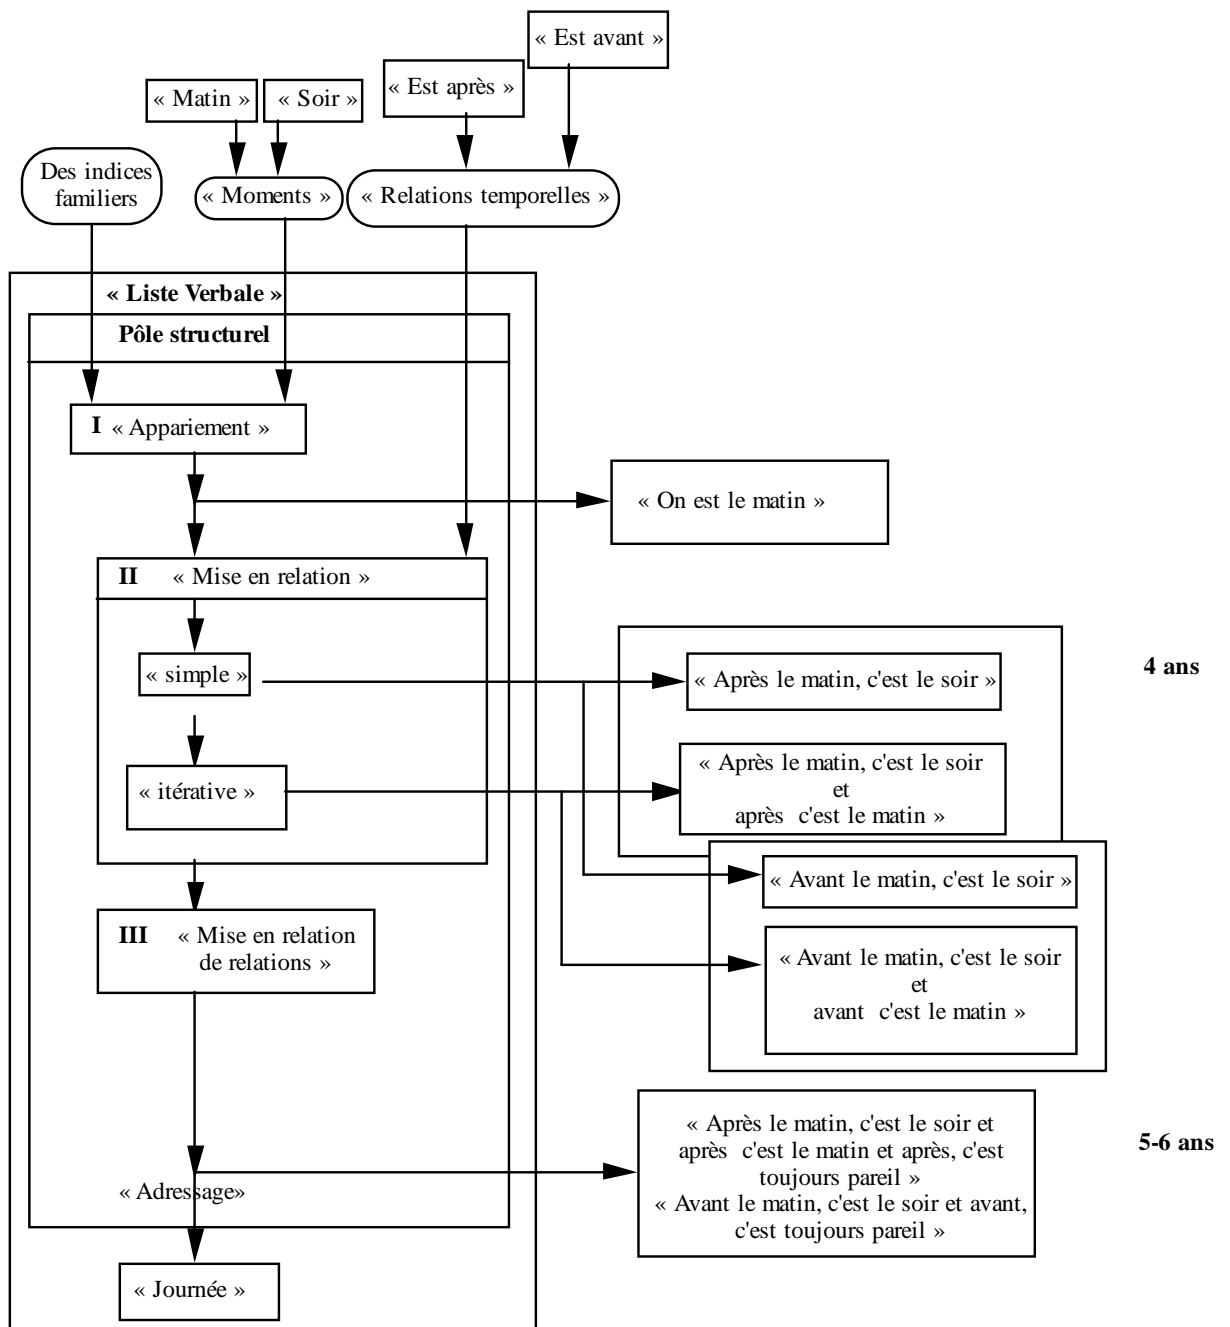 « Est avant »
« Est après »
« Matin »
« Soir »
Des indices
familiers
« Moments »
« Relations temporelles »
« Liste Verbale »
Pôle structurel
I « Appariement »
« On est le matin »
II « Mise en relation »
« simple »
« Après le matin, c'est le soir »
4 ans
« itérative »
« Après le matin, c'est le soir
et
après c'est le matin »
« Avant le matin, c'est le soir »
III « Mise en relation
de relations »
« Avant le matin, c'est le soir
et
avant c'est le matin »
« Après le matin, c'est le soir et
après c'est le matin et après, c'est
toujours pareil »
« Avant le matin, c'est le soir et avant,
c'est toujours pareil »
5-6 ans
« Adressage»
« Journée »